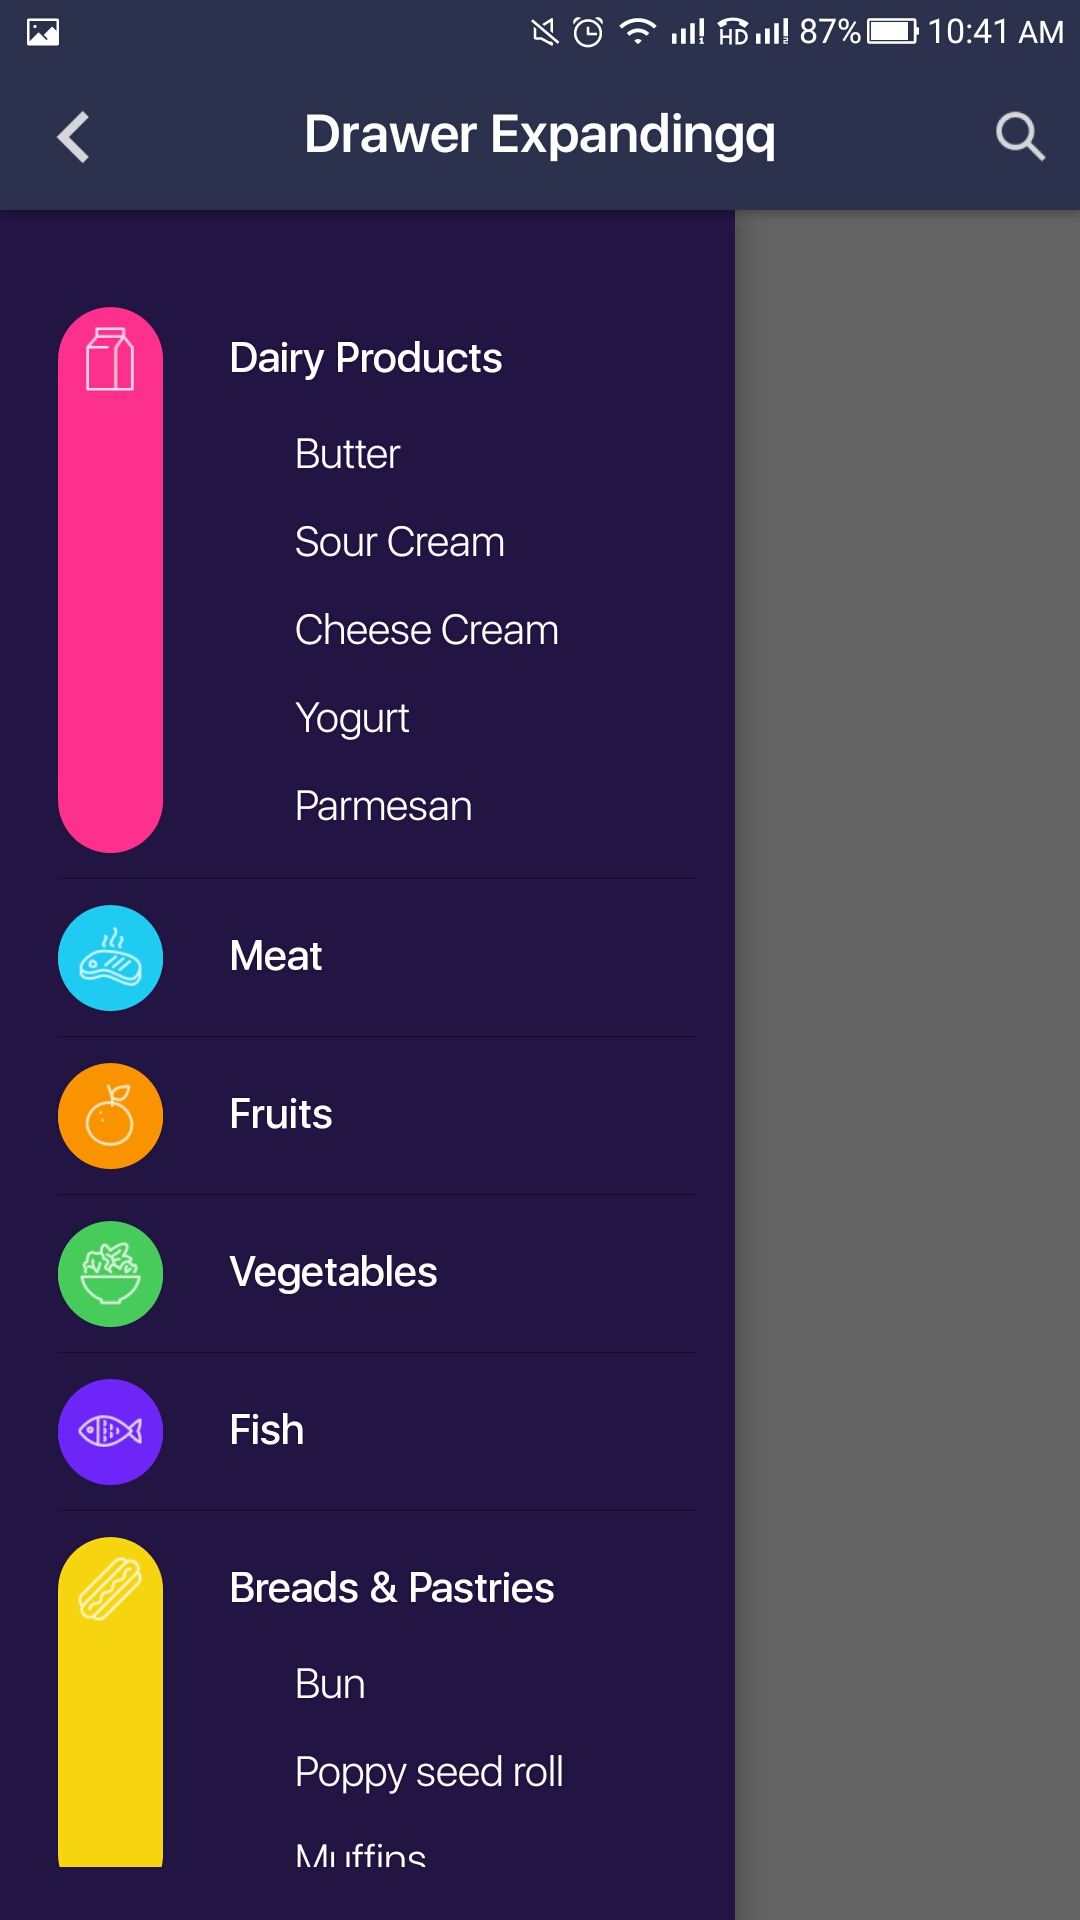 HD 87% 10:41 AM
Drawer Expandingq
Dairy Products
Butter
Sour Cream
Cheese Cream
Yogurt
Parmesan
Meat
Fruits
Vegetables
Fish
Breads & Pastries
Bun
Poppy seed roll
Muffins